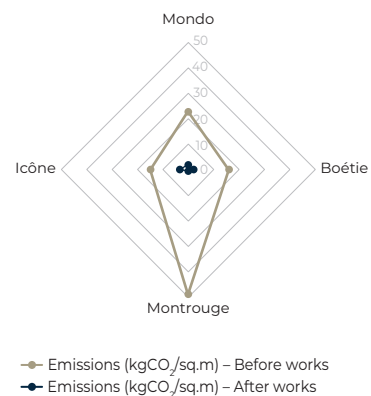 Mondo
50
40
30
20
10
0
Icône
Boétie
Montrouge
Emissions (kgCO2/sq.m) – Before works
Emissions (kgCO2/sq.m) – After works